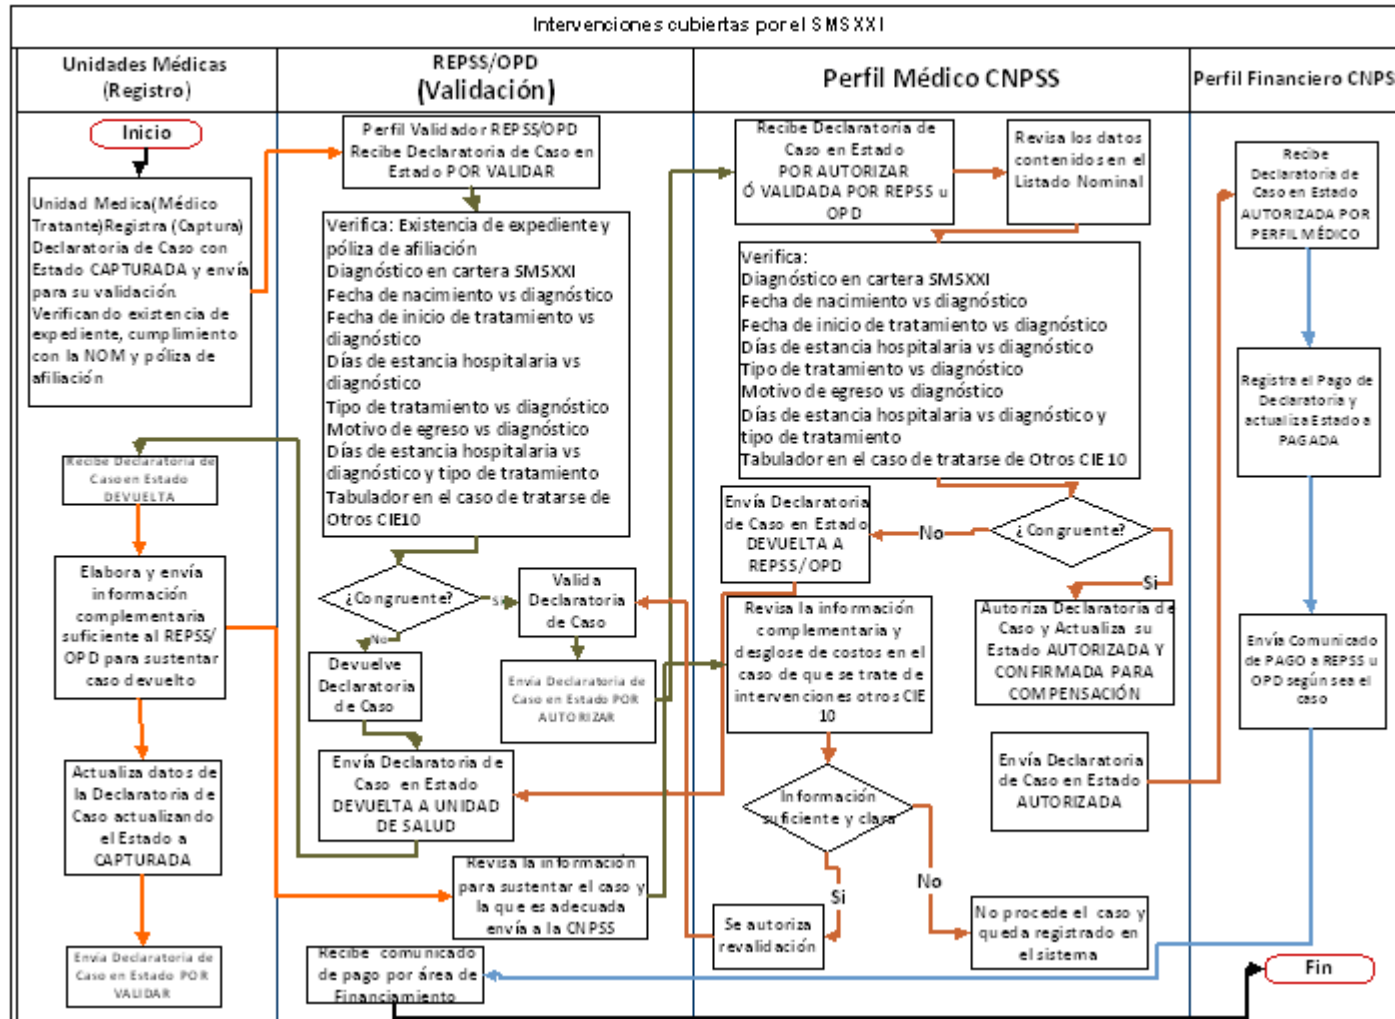 Intervenciones cubiertas por el SMSXXI
Unidades Médicas
(Registro)
REPSS/OPD
(Validación)
Perfil Médico CNPSS
Perfil Financiero CNPS
Inicio
Unidad Medica(Médico
Tratante)Registra (Captura)
Declaratoria de Caso con
Estado CAPTURADA y envía
para su validación.
Verificando existencia de
expediente, cumplimiento
con la NOM y póliza de
afiliación
Recibe Declaratoria de
Caso en Estado
DEVUELTA
Elabora y envía
información
complementaria
suficiente al REPSS/
OPD para sustentar
caso devuelto
Actualiza datos de
la Declaratoria de
Caso actualizando
el Estado a
CAPTURADA
Envía Declaratoria de
Caso en Estado POR
VALIDAR
Perfil Validador REPSS/OPD
Recibe Declaratoria de Caso en
Estado POR VALIDAR
Verifica: Existencia de expediente y
póliza de afiliación
Diagnóstico en cartera SMSXXI
Fecha de nacimiento vs diagnóstico
Fecha de inicio de tratamiento vs
diagnóstico
Días de estancia hospitalaria vs
diagnóstico
Tipo de tratamiento vs diagnóstico
Motivo de egreso vs diagnóstico
Días de estancia hospitalaria vs
diagnóstico y tipo de tratamiento
Tabulador en el caso de tratarse de
Otros CIE10
¿Congruente?
Si
No
Valida
Declaratoria
de Caso
Devuelve
Declaratoria
de Caso
Envía Declaratoria de
Caso en Estado POR
AUTORIZAR
Envía Declaratoria de
Caso en Estado
DEVUELTA A UNIDAD
DE SALUD
Revisa la información
para sustentar el caso y
la que es adecuada
envía a la CNPSS
Recibe comunicado
de pago por área de
Financiamiento
Recibe Declaratoria de
Caso en Estado
POR AUTORIZAR
Ó VALIDADA POR REPSS u
OPD
Revisa los datos
contenidos en el
Listado Nominal
Verifica:
Diagnóstico en cartera SMSXXI
Fecha de nacimiento vs diagnóstico
Fecha de inicio de tratamiento vs diagnóstico
Días de estancia hospitalaria vs diagnóstico
Tipo de tratamiento vs diagnóstico
Motivo de egreso vs diagnóstico
Días de estancia hospitalaria vs diagnóstico y
tipo de tratamiento
Tabulador en el caso de tratarse de Otros CIE10
¿Congruente?
No
Si
Envía Declaratoria
de Caso en Estado
DEVUELTA A
REPSS/OPD
Autoriza Declaratoria de
Caso y Actualiza su
Estado AUTORIZADA Y
CONFIRMADA PARA
COMPENSACIÓN
Revisa la información
complementaria y
desglose de costos en el
caso de que se trate de
intervenciones otros CIE
10
Información
suficiente y clara
Si
No
Envía Declaratoria
de Caso en Estado
AUTORIZADA
Se autoriza
revalidación
No procede el caso y
queda registrado en
el sistema
Recibe
Declaratoria de
Caso en Estado
AUTORIZADA POR
PERFIL MÉDICO
Registra el Pago de
Declaratoria y
actualiza Estado a
PAGADA
Envía Comunicado
de PAGO a REPSS u
OPD según sea el
caso
Fin